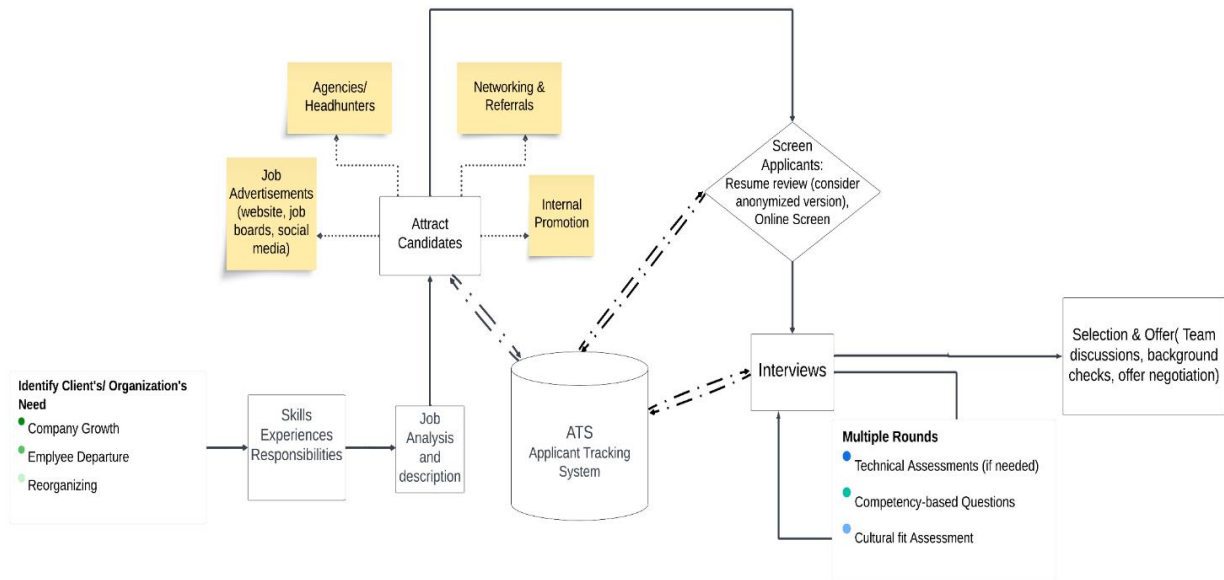 Agencies/
Headhunters
Networking &
Referrals
Job
Advertisements
(website, job
boards, social
media)
Attract
Candidates
Internal
Promotion
Screen
Applicants:
Resume review (consider
anonymized version),
Online Screen
Identify Client's/ Organization's
Need
Company Growth
Emplyee Departure
Reorganizing
Skills
Experiences
Responsibilities
Job
Analysis
and
description
ATS
Applicant Tracking
System
Interviews
Selection & Offer( Team
discussions, background
checks, offer negotiation)
Multiple Rounds
Technical Assessments (if needed)
Competency-based Questions
Cultural fit Assessment